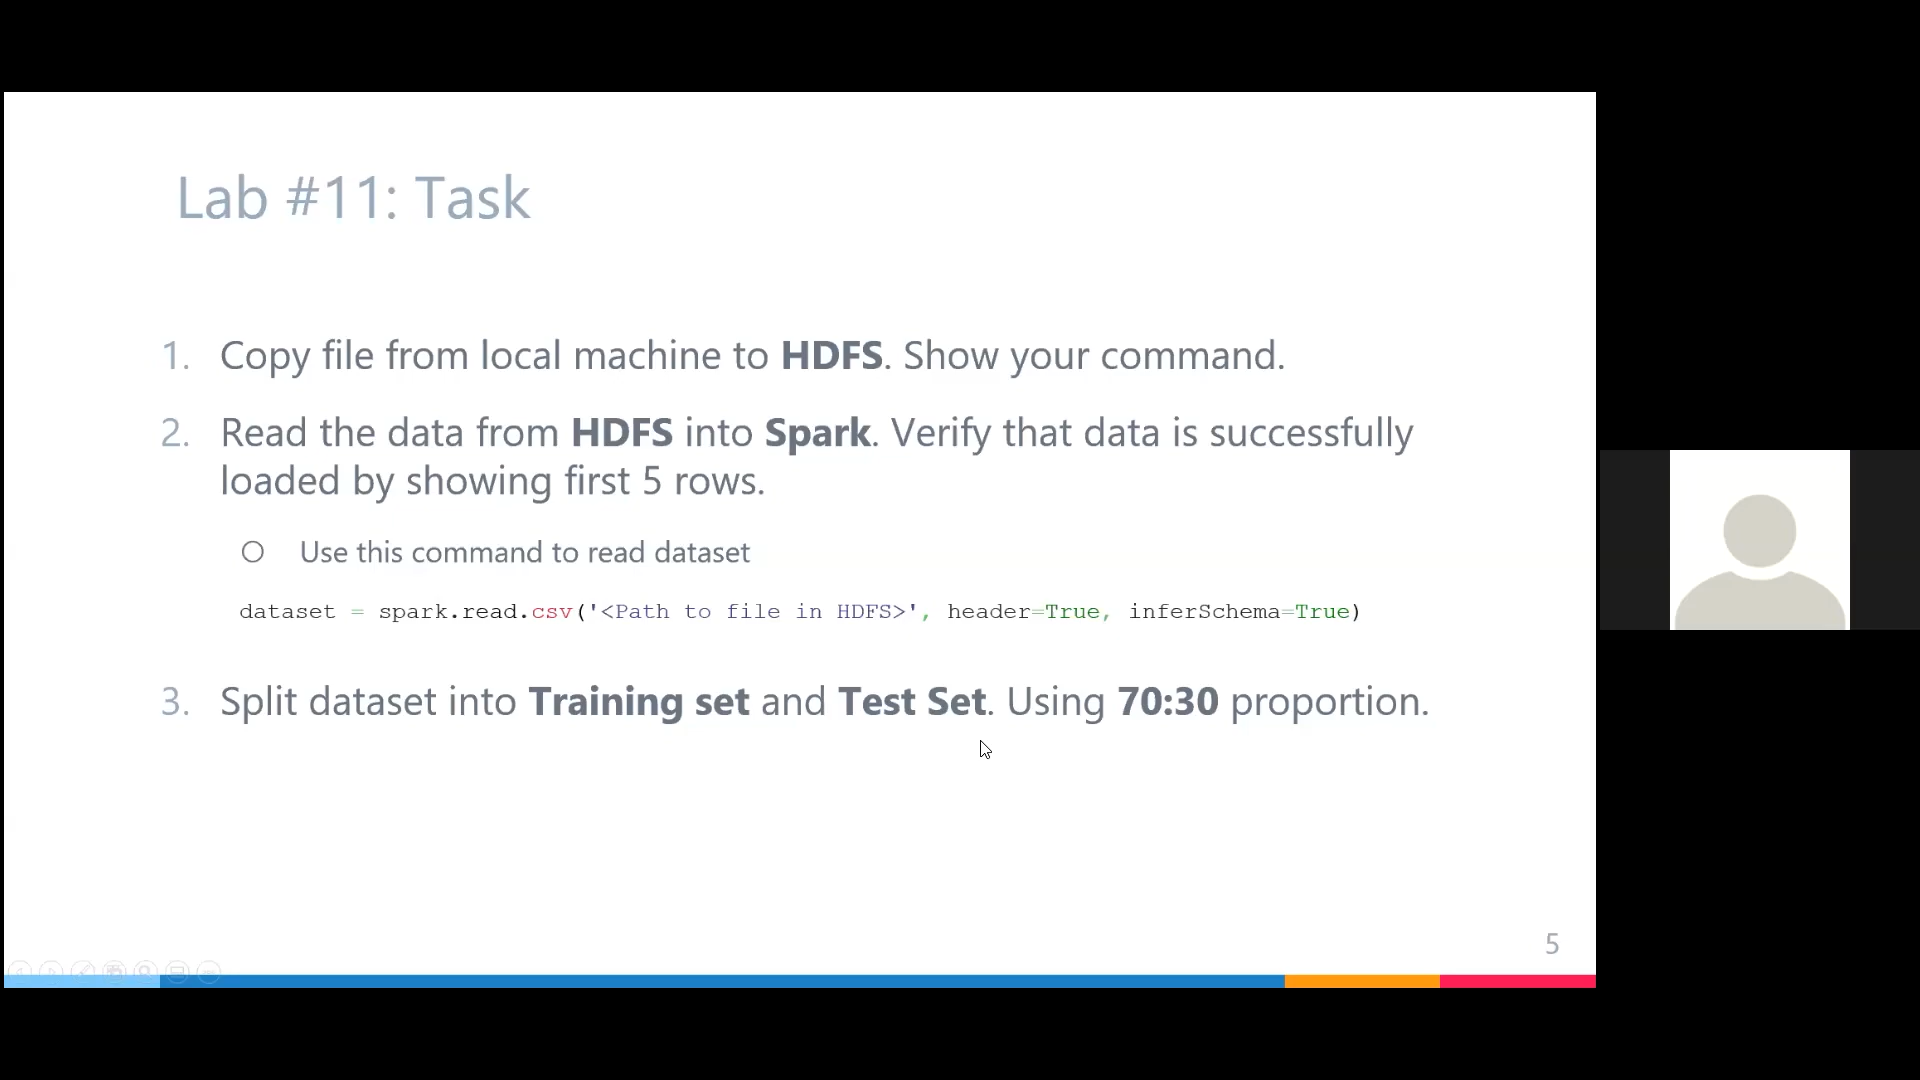 Lab #11: Task
1. Copy file from local machine to HDFS. Show your command.
2. Read the data from HDFS into Spark. Verify that data is successfully
loaded by showing first 5 rows.
Use this command to read dataset
dataset = spark.read.csv('<Path to file in HDFS>', header=True, inferSchema=True)
3. Split dataset into Training set and Test Set. Using 70:30 proportion.
5